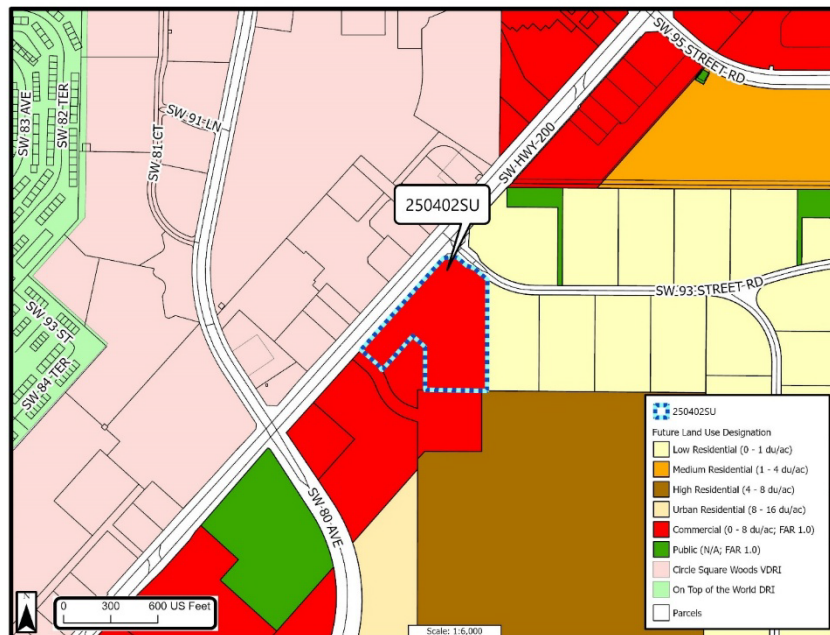 SW 95 STREET RD
SW 83 AVE
SW 82 TER
SW 91 LN
SW 81 CT
SW HWY 200
250402SU
SW 93 STREET RD
SW 93 ST
SW 84 TER
SW 80 AVE
250402SU
Future Land Use Designation
Low Residential (0 - 1 du/ac)
Medium Residential (1 - 4 du/ac)
High Residential (4 - 8 du/ac)
Urban Residential (8 - 16 du/ac)
Commercial (0 - 8 du/ac; FAR 1.0)
Public (N/A; FAR 1.0)
Circle Square Woods VDRI
On Top of the World DRI
Parcels
N
0 300 600 US Feet
Scale: 1:6,000